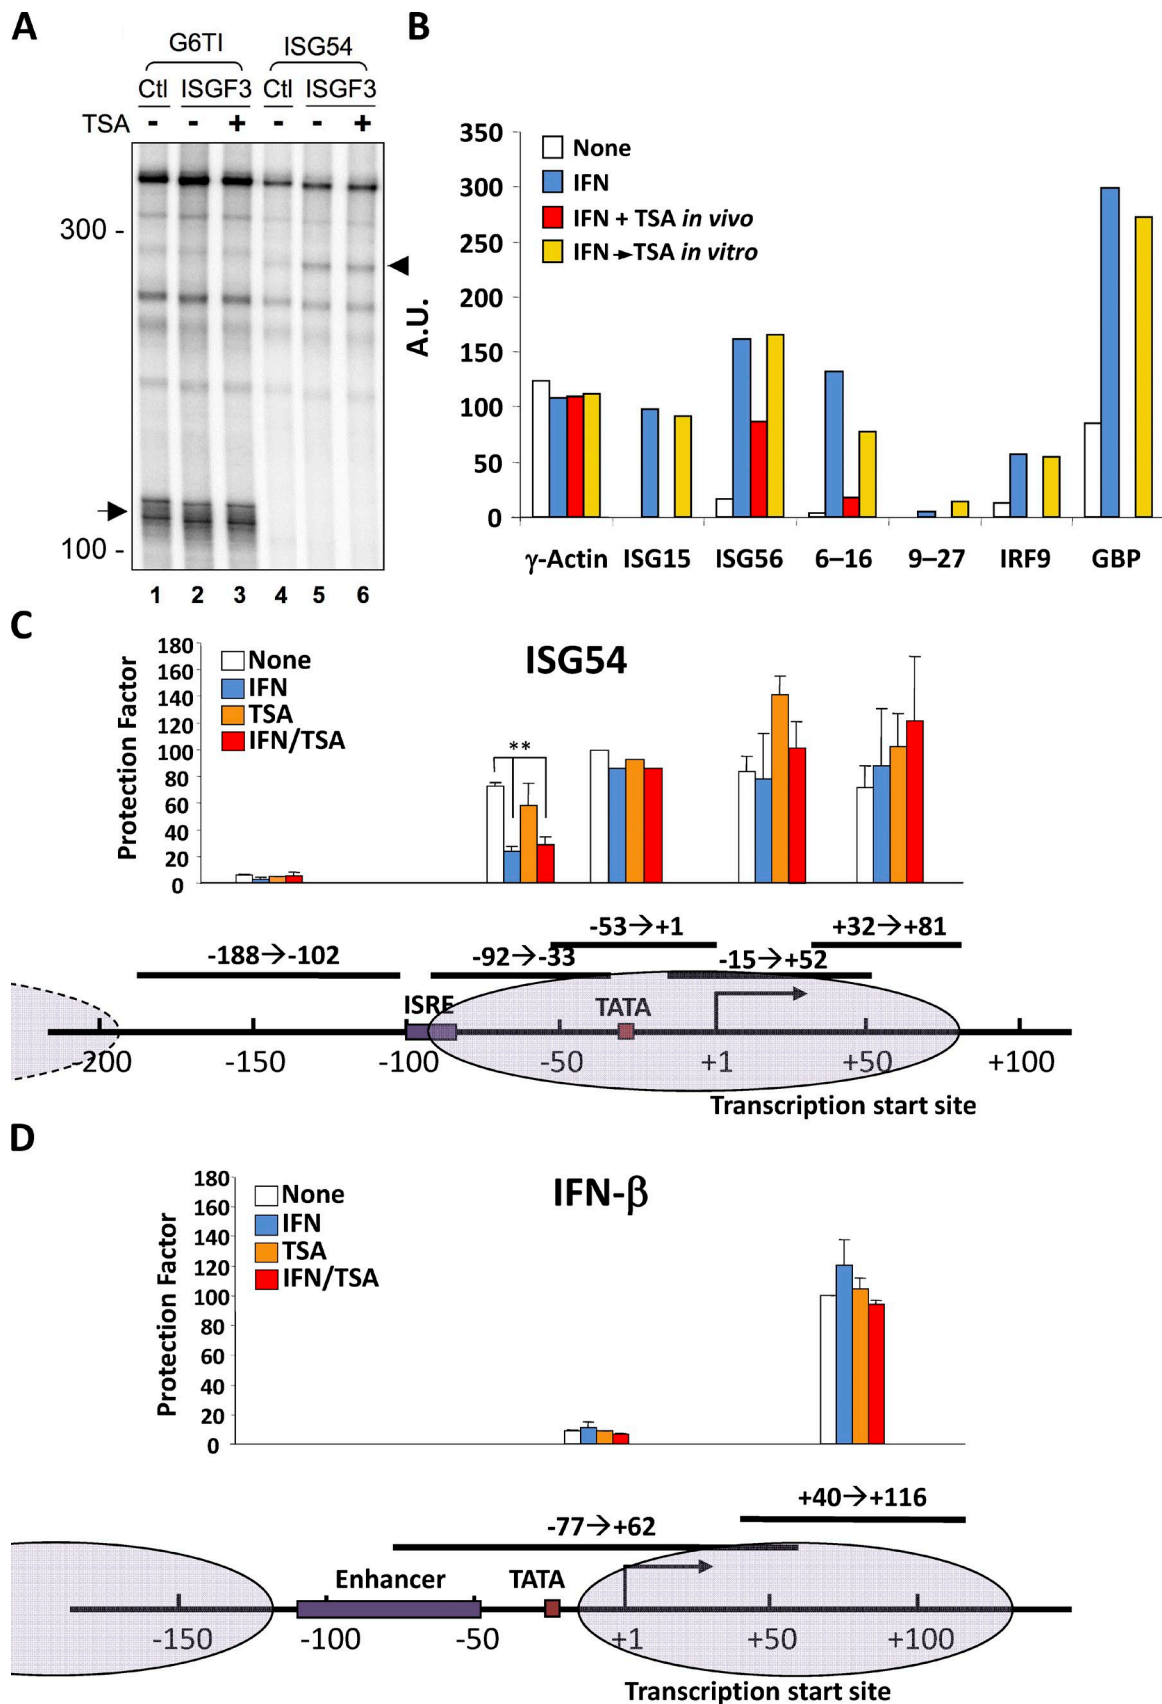 A
G6TI ISG54
Ctl ISGF3 Ctl ISGF3
TSA - - + - - +
300 -
100 -
1 2 3 4 5 6
B
A.U.
350
300
250
200
150
100
50
0
None
IFN
IFN + TSA in vivo
IFN → TSA in vitro
γ-Actin ISG15 ISG56 6–16 9–27 IRF9 GBP
C
ISG54
Protection Factor
180
160
140
120
100
80
60
40
20
0
None
IFN
TSA
IFN/TSA
**
-53→+1 +32→+81
-188→-102 -92→-33 -15→+52
ISRE TATA
-200 -150 -100 -50 +1 +50 +100
Transcription start site
D
IFN-β
Protection Factor
180
160
140
120
100
80
60
40
20
0
None
IFN
TSA
IFN/TSA
+40→+116
-77→+62
Enhancer TATA
-150 -100 -50 +1 +50 +100
Transcription start site